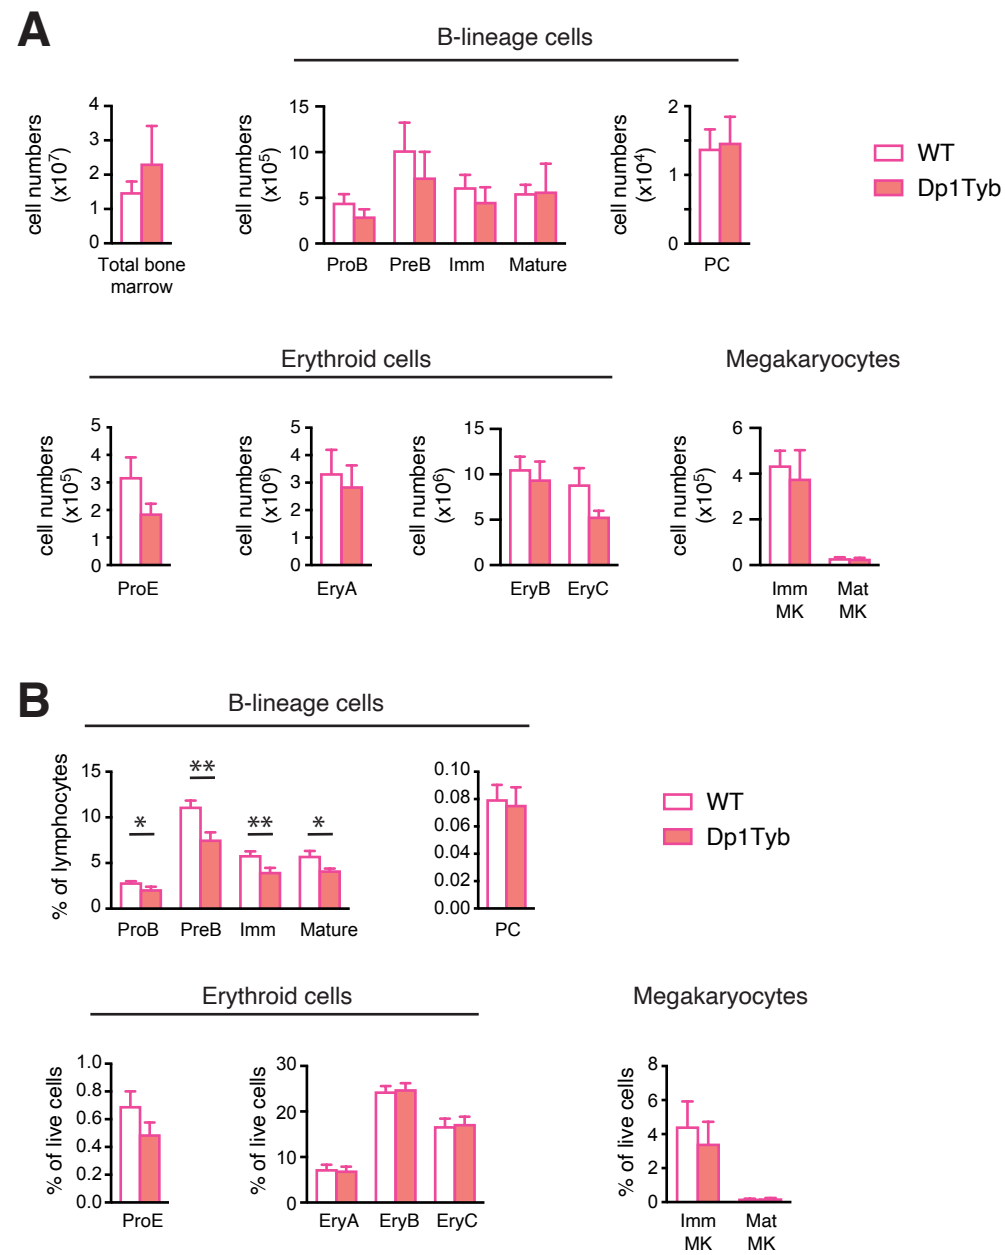 A
B-lineage cells
cell numbers
(x10⁷)
4
3
2
1
0
Total bone
marrow
cell numbers
(x10⁵)
15
10
5
0
ProB PreB Imm Mature
cell numbers
(x10⁴)
2
1
0
PC
WT
Dp1Tyb
Erythroid cells
Megakaryocytes
cell numbers
(x10⁵)
5
4
3
2
1
0
ProE
cell numbers
(x10⁶)
5
4
3
2
1
0
EryA
cell numbers
(x10⁶)
15
10
5
0
EryB EryC
cell numbers
(x10⁵)
6
4
2
0
Imm Mat
MK MK
B
B-lineage cells
% of lymphocytes
15
10
5
0
* ** ** *
ProB PreB Imm Mature
0.10
0.08
0.06
0.04
0.02
0.00
PC
WT
Dp1Tyb
Erythroid cells
Megakaryocytes
% of live cells
1.0
0.8
0.6
0.4
0.2
0.0
ProE
% of live cells
30
20
10
0
EryA EryB EryC
% of live cells
8
6
4
2
0
Imm Mat
MK MK